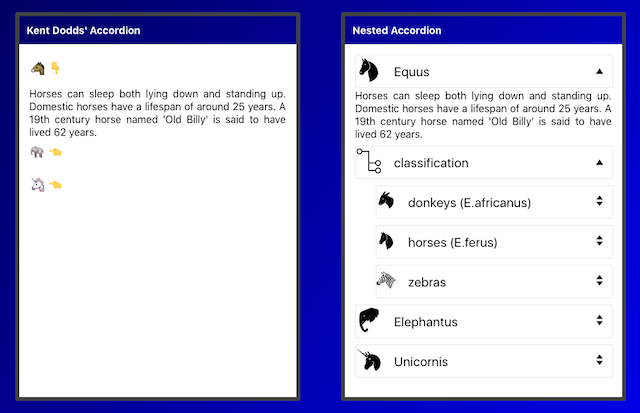 Kent Dodds' Accordion
Horses can sleep both lying down and standing up.
Domestic horses have a lifespan of around 25 years. A
19th century horse named 'Old Billy' is said to have
lived 62 years.
Nested Accordion
Equus
Horses can sleep both lying down and standing up.
Domestic horses have a lifespan of around 25 years. A
19th century horse named 'Old Billy' is said to have
lived 62 years.
classification
donkeys (E.africanus)
horses (E.ferus)
zebras
Elephantus
Unicornis